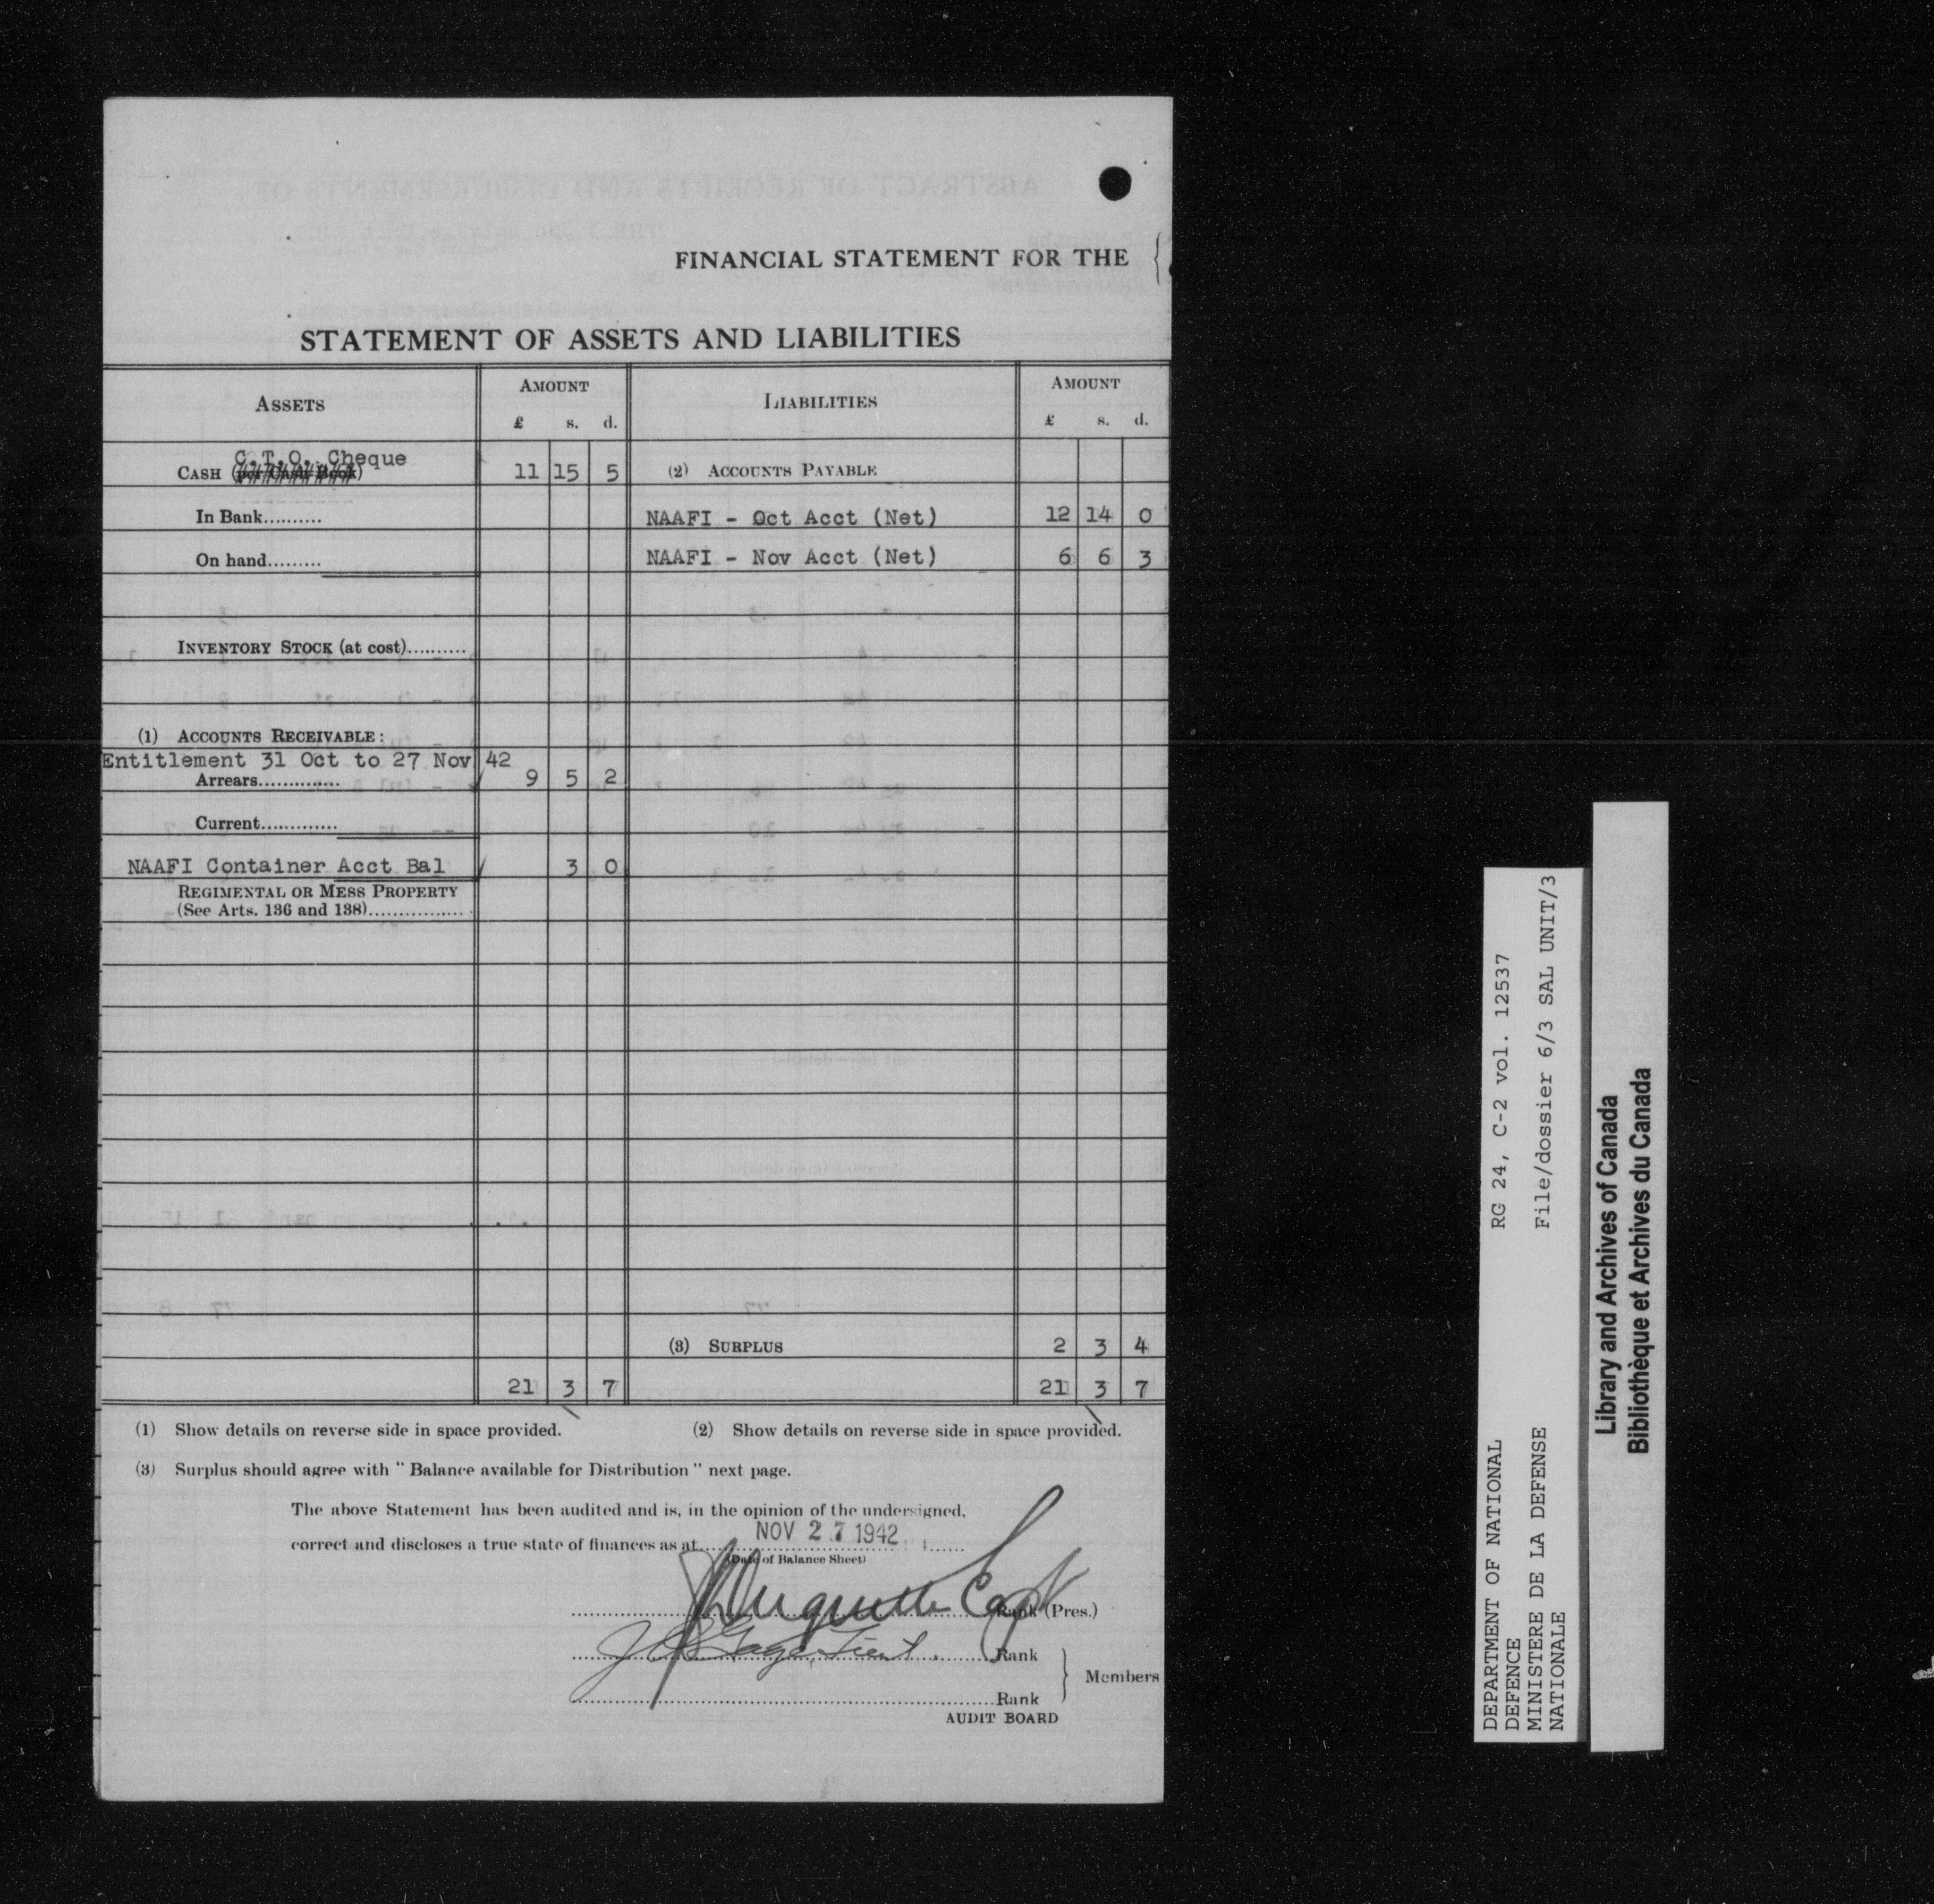 FINANCIAL STATEMENT FOR THE {
STATEMENT OF ASSETS AND LIABILITIES
ASSETS AMOUNT LIABILITIES AMOUNT
£ s. d. £ s. d.
C.T.O. Cheque
CASH (per Cash Book) 11 15 5 (2) ACCOUNTS PAYABLE
In Bank.......... NAAFI - Oct Acct (Net) 12 14 0
On hand......... NAAFI - Nov Acct (Net) 6 6 3
INVENTORY STOCK (at cost)..........
(1) ACCOUNTS RECEIVABLE:
Entitlement 31 Oct to 27 Nov 42
Arrears.............. 9 5 2
Current.............
NAAFI Container Acct Bal 3 0
REGIMENTAL OR MESS PROPERTY
(See Arts. 136 and 138)................
(3) SURPLUS 2 3 4
21 3 7 21 3 7
(1) Show details on reverse side in space provided. (2) Show details on reverse side in space provided.
(3) Surplus should agree with "Balance available for Distribution" next page.
The above Statement has been audited and is, in the opinion of the undersigned,
correct and discloses a true state of finances as at NOV 27 1942
(Date of Balance Sheet)
Capt Rank (Pres.)
Lieut. Rank
Members
Rank
AUDIT BOARD
DEPARTMENT OF NATIONAL
DEFENCE
MINISTERE DE LA DEFENSE
NATIONALE
RG 24, C-2 vol. 12537
File/dossier 6/3 SAL UNIT/3
Library and Archives of Canada
Bibliothèque et Archives du Canada